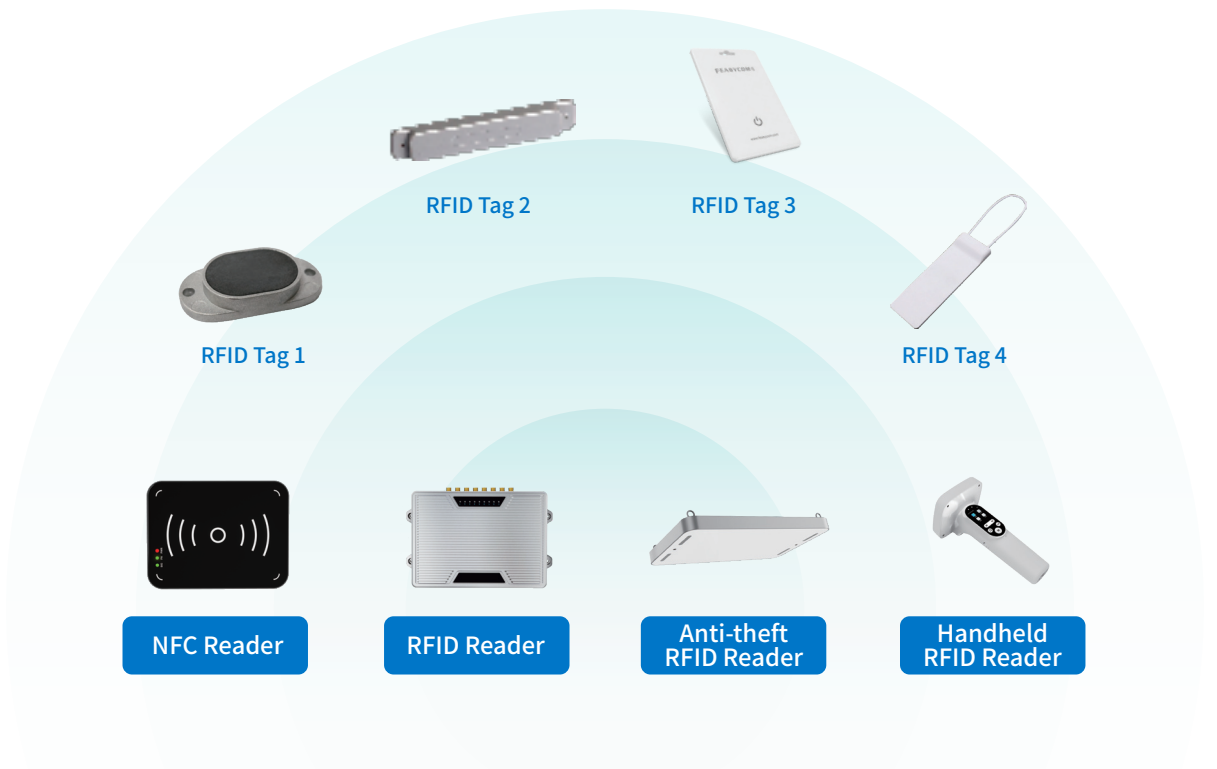 RFID Tag 2
RFID Tag 3
RFID Tag 1
RFID Tag 4
NFC Reader
RFID Reader
Anti-theft
RFID Reader
Handheld
RFID Reader